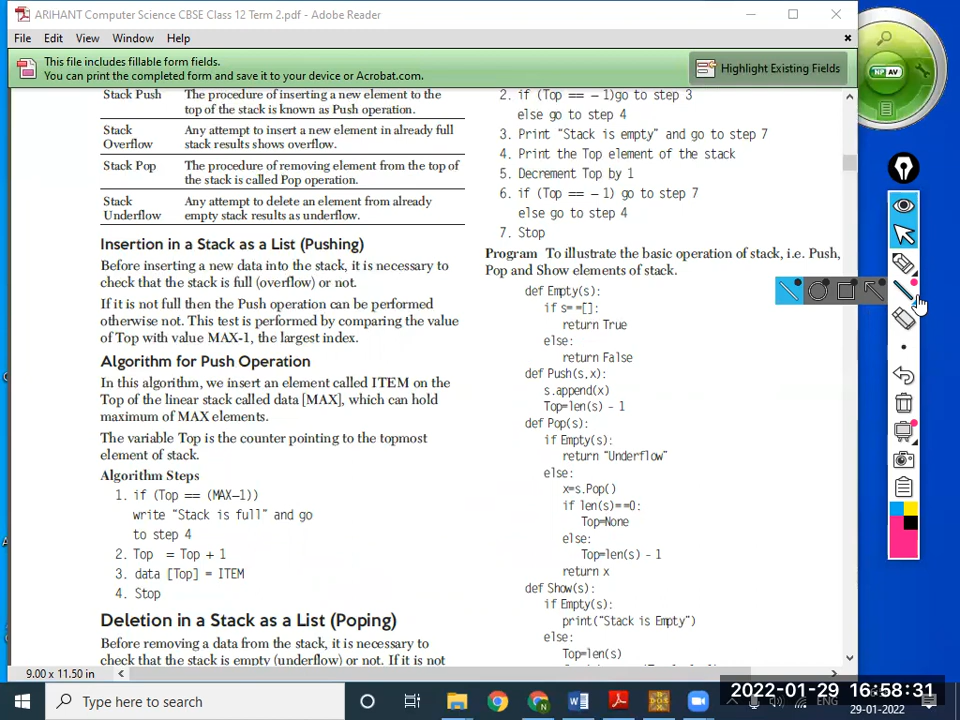 ARIHANT Computer Science CBSE Class 12 Term 2.pdf - Adobe Reader
File Edit View Window Help
This file includes fillable form fields.
You can print the completed form and save it to your device or Acrobat.com.
Highlight Existing Fields
Stack Push The procedure of inserting a new element to the
top of the stack is known as Push operation.
Stack Any attempt to insert a new element in already full
Overflow stack results shows overflow.
Stack Pop The procedure of removing element from the top of
the stack is called Pop operation.
Stack Any attempt to delete an element from already
Underflow empty stack results as underflow.
Insertion in a Stack as a List (Pushing)
Before inserting a new data into the stack, it is necessary to
check that the stack is full (overflow) or not.
If it is not full then the Push operation can be performed
otherwise not. This test is performed by comparing the value
of Top with value MAX-1, the largest index.
Algorithm for Push Operation
In this algorithm, we insert an element called ITEM on the
Top of the linear stack called data [MAX], which can hold
maximum of MAX elements.
The variable Top is the counter pointing to the topmost
element of stack.
Algorithm Steps
1. if (Top == (MAX–1))
write “Stack is full” and go
to step 4
2. Top = Top + 1
3. data [Top] = ITEM
4. Stop
Deletion in a Stack as a List (Poping)
Before removing a data from the stack, it is necessary to
check that the stack is empty (underflow) or not. If it is not
2. if (Top == – 1)go to step 3
else go to step 4
3. Print “Stack is empty” and go to step 7
4. Print the Top element of the stack
5. Decrement Top by 1
6. if (Top == – 1) go to step 7
else go to step 4
7. Stop
Program To illustrate the basic operation of stack, i.e. Push,
Pop and Show elements of stack.
def Empty(s):
if s==[]:
return True
else:
return False
def Push(s,x):
s.append(x)
Top=len(s) - 1
def Pop(s):
if Empty(s):
return “Underflow”
else:
x=s.Pop()
if len(s)==0:
Top=None
else:
Top=len(s) - 1
return x
def Show(s):
if Empty(s):
print(“Stack is Empty”)
else:
Top=len(s)
9.00 x 11.50 in
NP AV
Type here to search
2022-01-29 16:58:31
ENG
29-01-2022